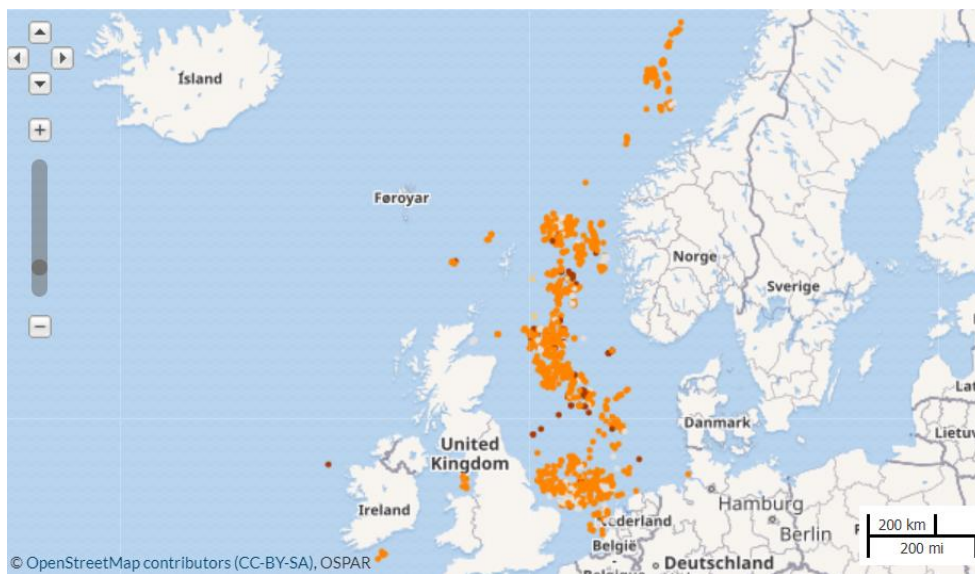 Ísland
Føroyar
Norge
Sverige
Danmark
United
Kingdom
Ireland
Hamburg
Berlin
België
Deutschland
200 km
200 mi
© OpenStreetMap contributors (CC-BY-SA), OSPAR